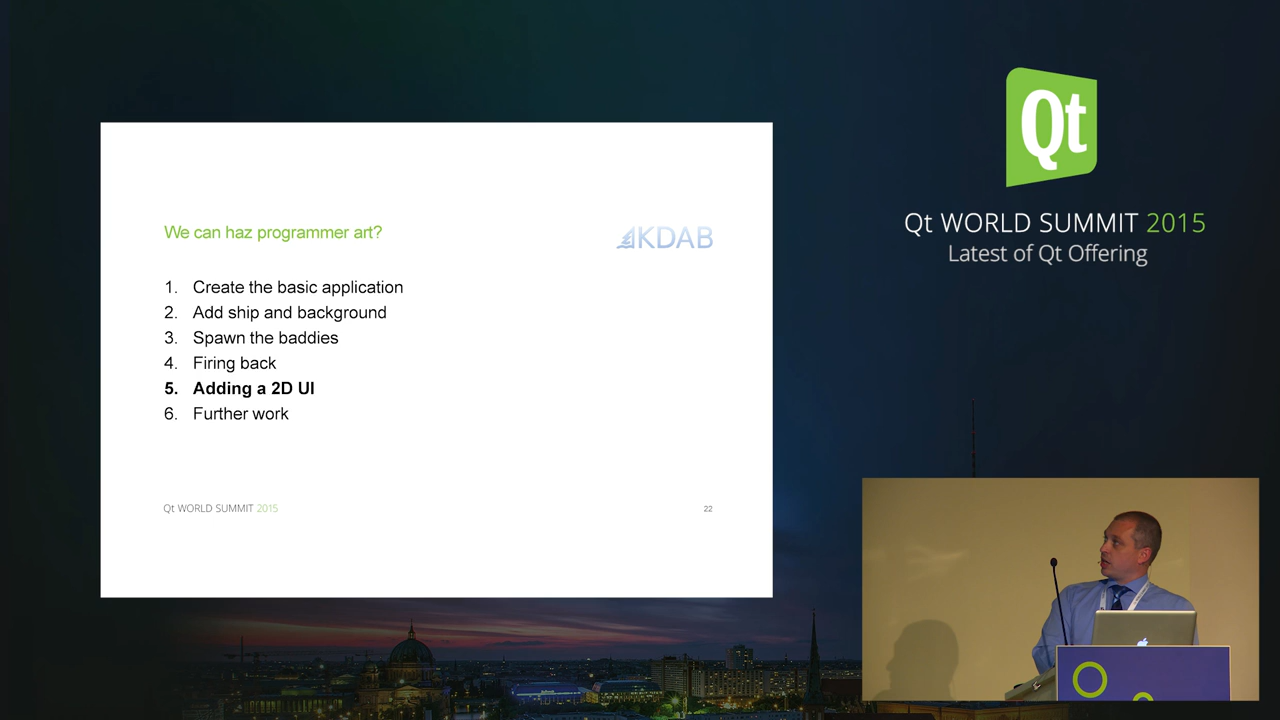 We can haz programmer art?
KDAB
1. Create the basic application
2. Add ship and background
3. Spawn the baddies
4. Firing back
5. Adding a 2D UI
6. Further work
Qt WORLD SUMMIT 2015
22
Qt
Qt WORLD SUMMIT 2015
Latest of Qt Offering